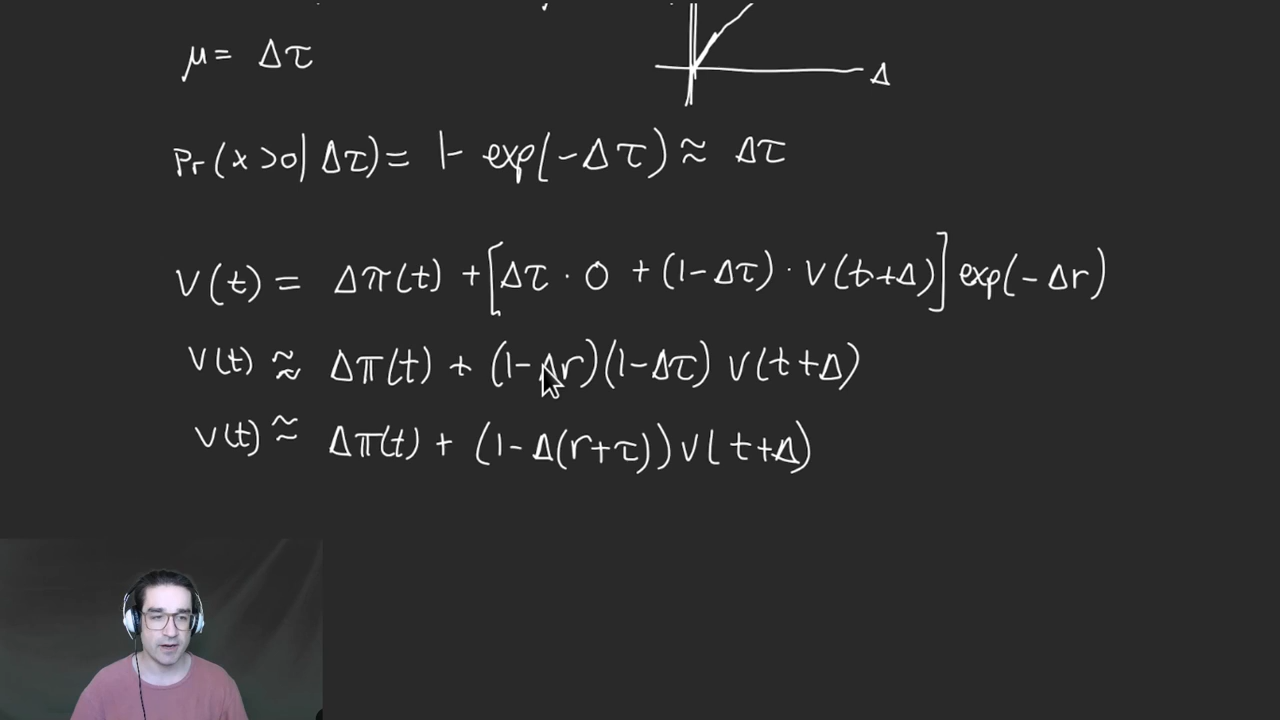 μ = Δτ
Δ
Pr(x>0|Δτ) = 1 - exp(-Δτ) ≈ Δτ
V(t) = Δπ(t) + [Δτ · 0 + (1-Δτ) · V(t+Δ)] exp(-Δr)
V(t) ≈ Δπ(t) + (1-Δr)(1-Δτ) V(t+Δ)
V(t) ≈ Δπ(t) + (1-Δ(r+τ)) V(t+Δ)